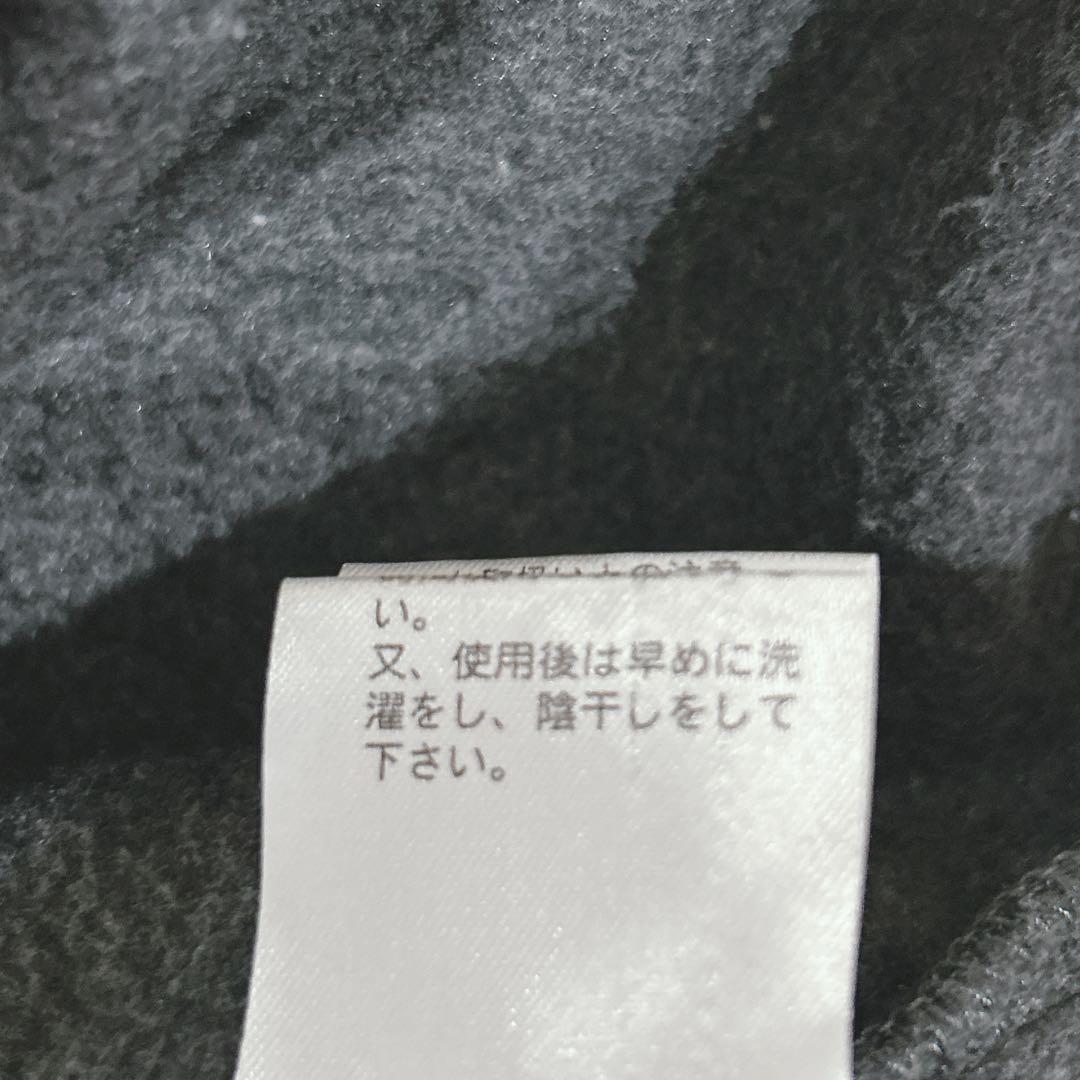 い。
又、使用後は早めに洗
濯をし、陰干しをして
下さい。